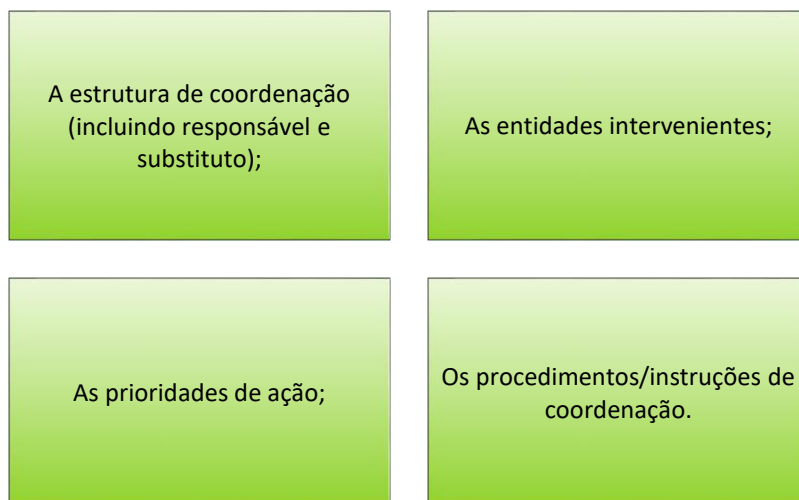 A estrutura de coordenação
(incluindo responsável e
substituto);
As entidades intervenientes;
As prioridades de ação;
Os procedimentos/instruções de
coordenação.